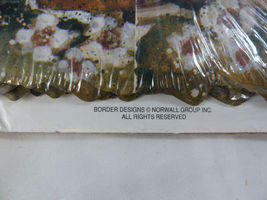 BORDER DESIGNS © NORWALL GROUP INC.
ALL RIGHTS RESERVED